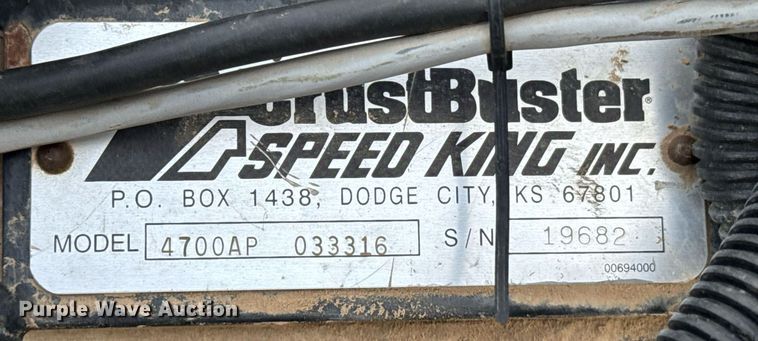 CrustBuster®
SPEED KING INC.
P.O. BOX 1438, DODGE CITY, KS 67801
MODEL 4700AP 033316 S/N 19682
00694000
Purple Wave Auction